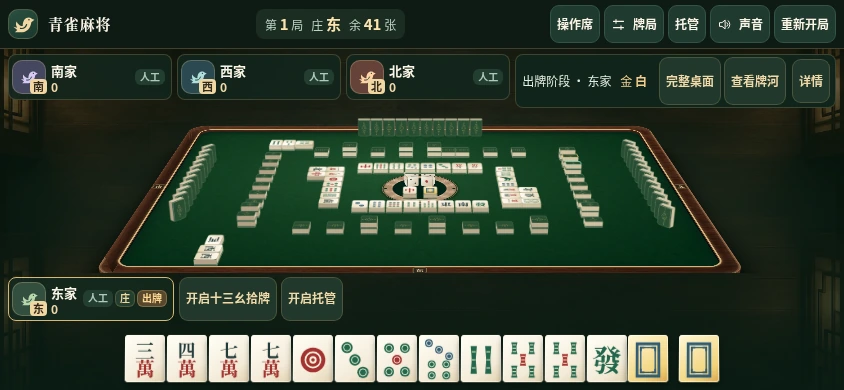 青雀麻将
第1局 庄东 余41张
操作席
牌局
托管
声音
重新开局
南家
0
南
人工
西家
0
西
人工
北家
0
北
人工
出牌阶段・东家 金白
完整桌面
查看牌河
详情
东家
0
东
人工
庄
出牌
开启十三幺拾牌
开启托管
三萬
四萬
七萬
七萬
發